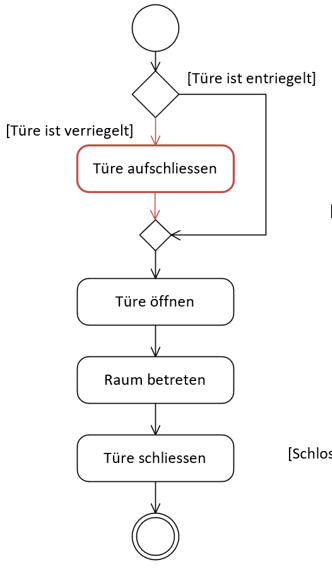 [Türe ist entriegelt]
[Türe ist verriegelt]
Türe aufschliessen
Türe öffnen
Raum betreten
Türe schliessen
[Schlos